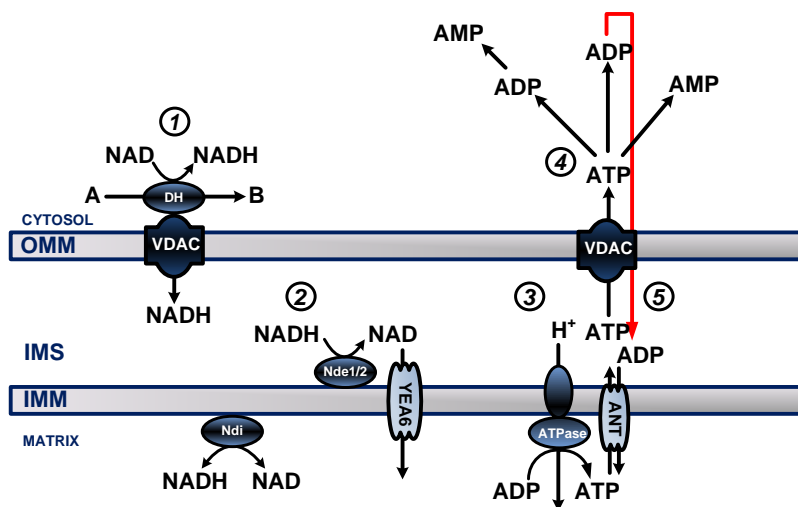 AMP
ADP
ADP
AMP
1
NAD NADH
4
ATP
A DH B
CYTOSOL
OMM VDAC VDAC
NADH
2
3
5
NADH NAD
H+ ATP
ADP
IMS
Nde1/2
IMM
YEA6
ANT
MATRIX
Ndi
ATPase
NADH NAD
ADP ATP